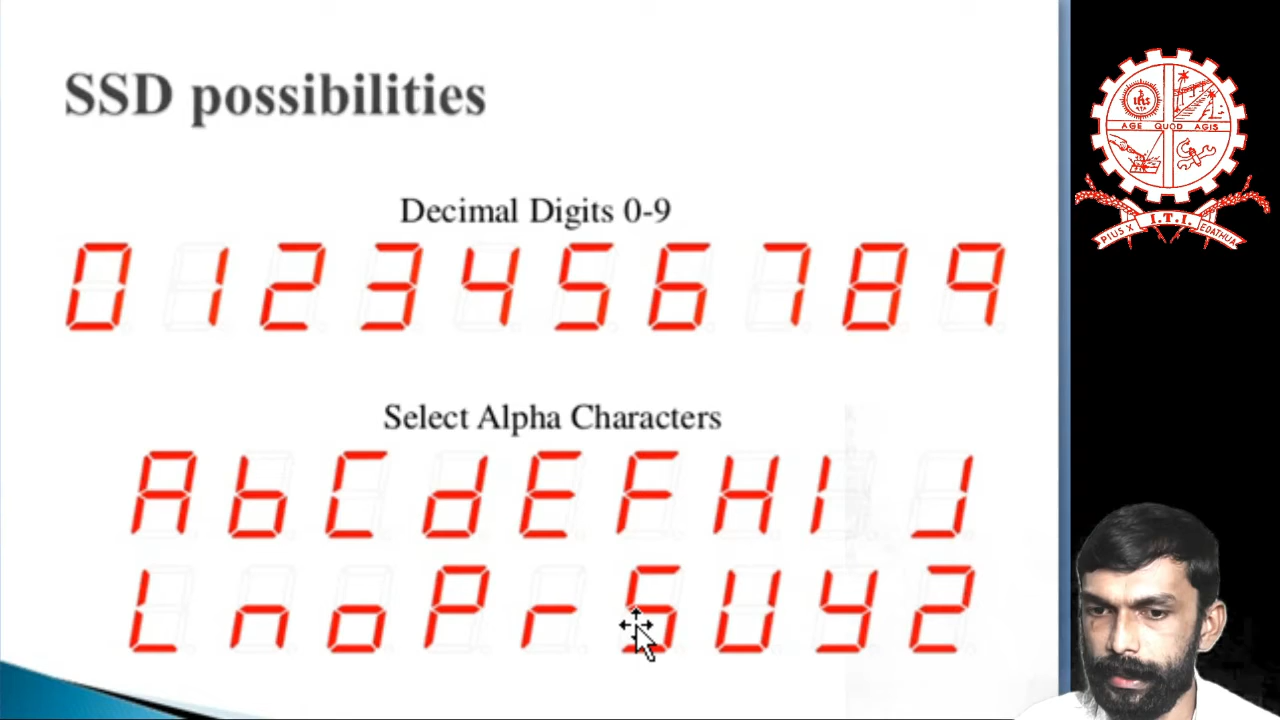 SSD possibilities
Decimal Digits 0-9
0 1 2 3 4 5 6 7 8 9
Select Alpha Characters
A b C d E F H I J
L n o P r S U y 2
AGE QUOD AGIS
PIUS X I.T.I. EDATHUA